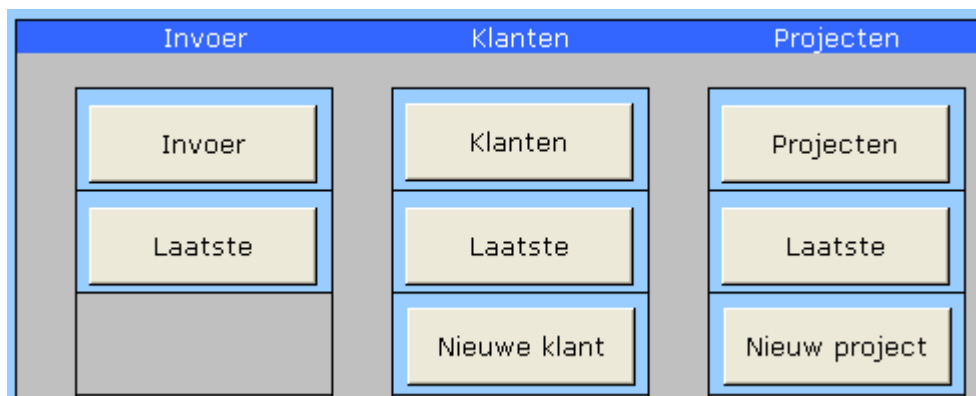 Invoer Klanten Projecten
Invoer Klanten Projecten
Laatste Laatste Laatste
Nieuwe klant Nieuw project